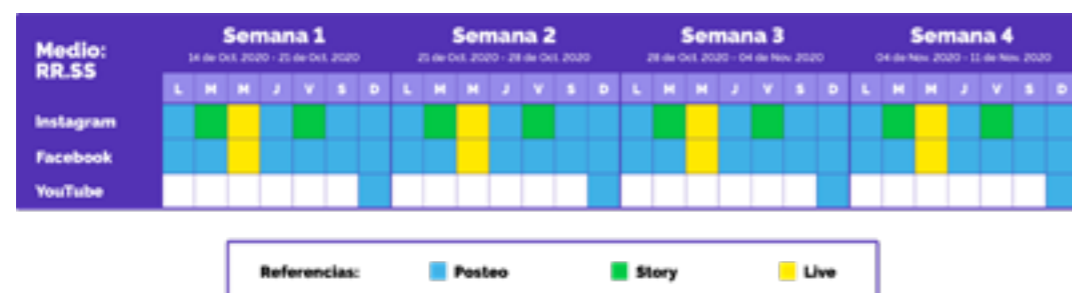 Medio:
RR.SS
Semana 1 Semana 2 Semana 3 Semana 4
14 de Oct. 2020 - 21 de Oct. 2020 21 de Oct. 2020 - 28 de Oct. 2020 28 de Oct. 2020 - 04 de Nov. 2020 04 de Nov. 2020 - 11 de Nov. 2020
L M M J V S D L M M J V S D L M M J V S D L M M J V S D
Instagram
Facebook
YouTube
Referencias: Posteo Story Live